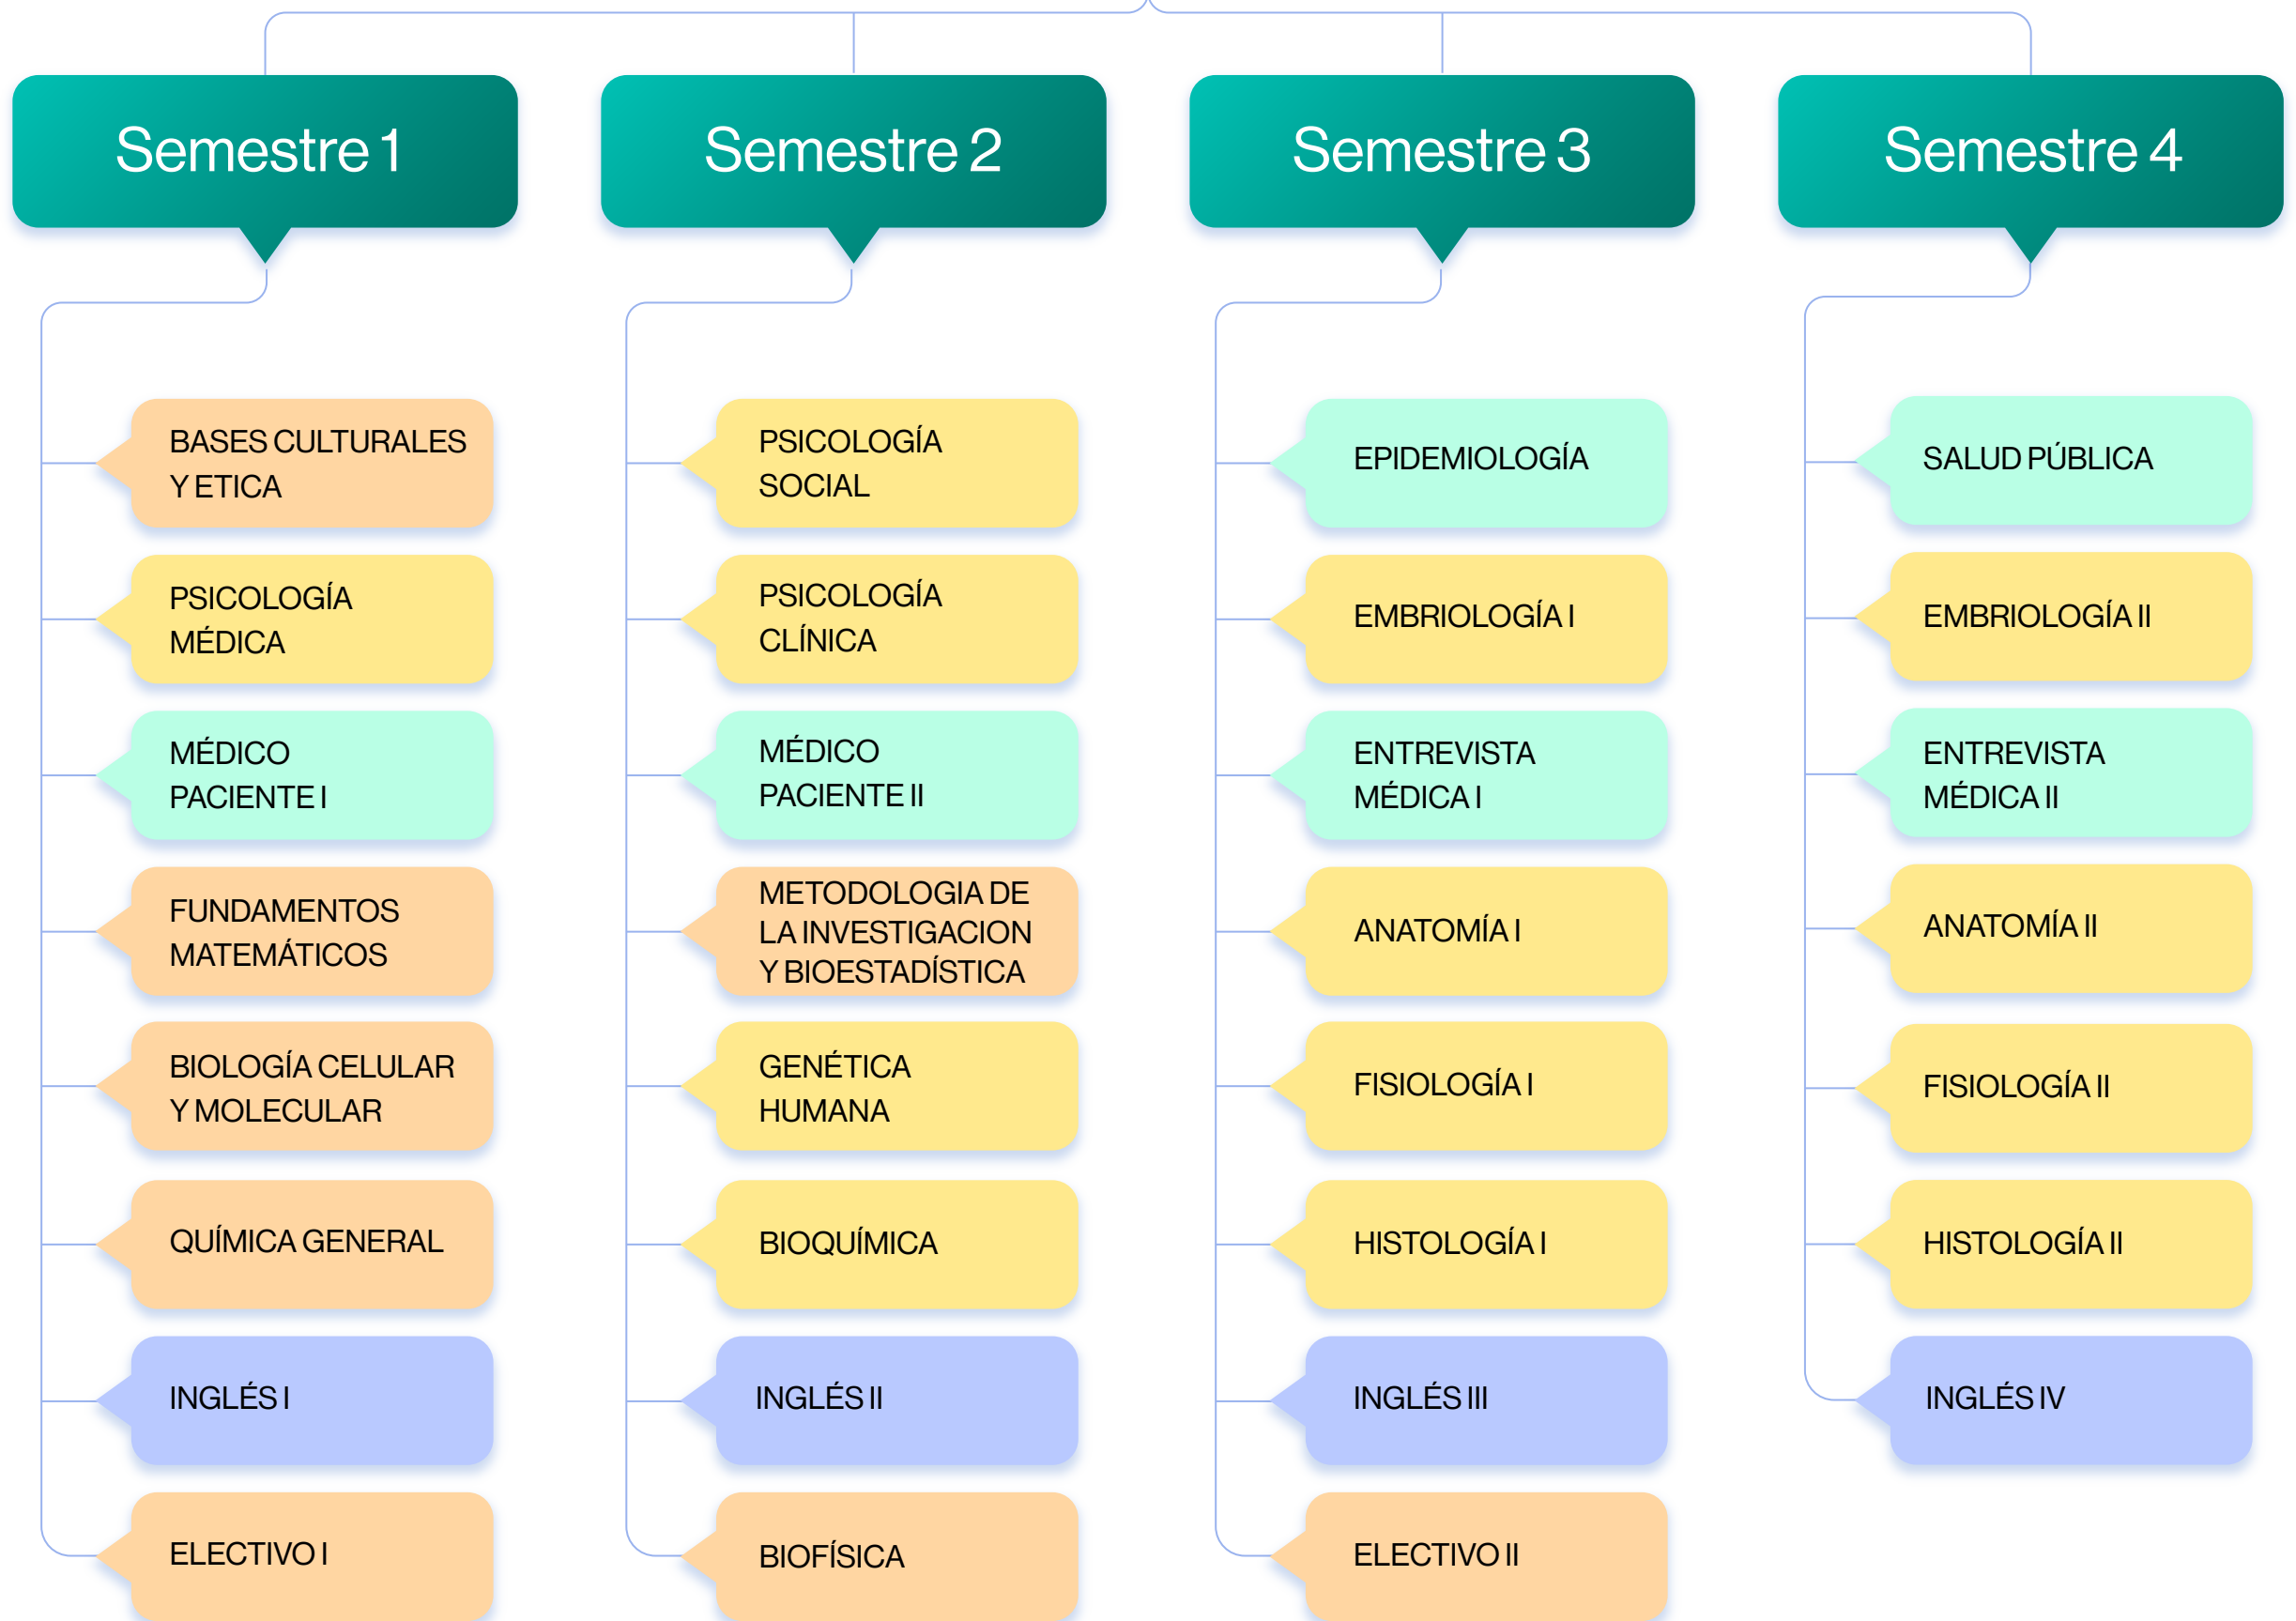 Semestre 1
BASES CULTURALES
Y ETICA
PSICOLOGÍA
MÉDICA
MÉDICO
PACIENTE I
FUNDAMENTOS
MATEMÁTICOS
BIOLOGÍA CELULAR
Y MOLECULAR
QUÍMICA GENERAL
INGLÉS I
ELECTIVO I
Semestre 2
PSICOLOGÍA
SOCIAL
PSICOLOGÍA
CLÍNICA
MÉDICO
PACIENTE II
METODOLOGIA DE
LA INVESTIGACION
Y BIOESTADÍSTICA
GENÉTICA
HUMANA
BIOQUÍMICA
INGLÉS II
BIOFÍSICA
Semestre 3
EPIDEMIOLOGÍA
EMBRIOLOGÍA I
ENTREVISTA
MÉDICA I
ANATOMÍA I
FISIOLOGÍA I
HISTOLOGÍA I
INGLÉS III
ELECTIVO II
Semestre 4
SALUD PÚBLICA
EMBRIOLOGÍA II
ENTREVISTA
MÉDICA II
ANATOMÍA II
FISIOLOGÍA II
HISTOLOGÍA II
INGLÉS IV